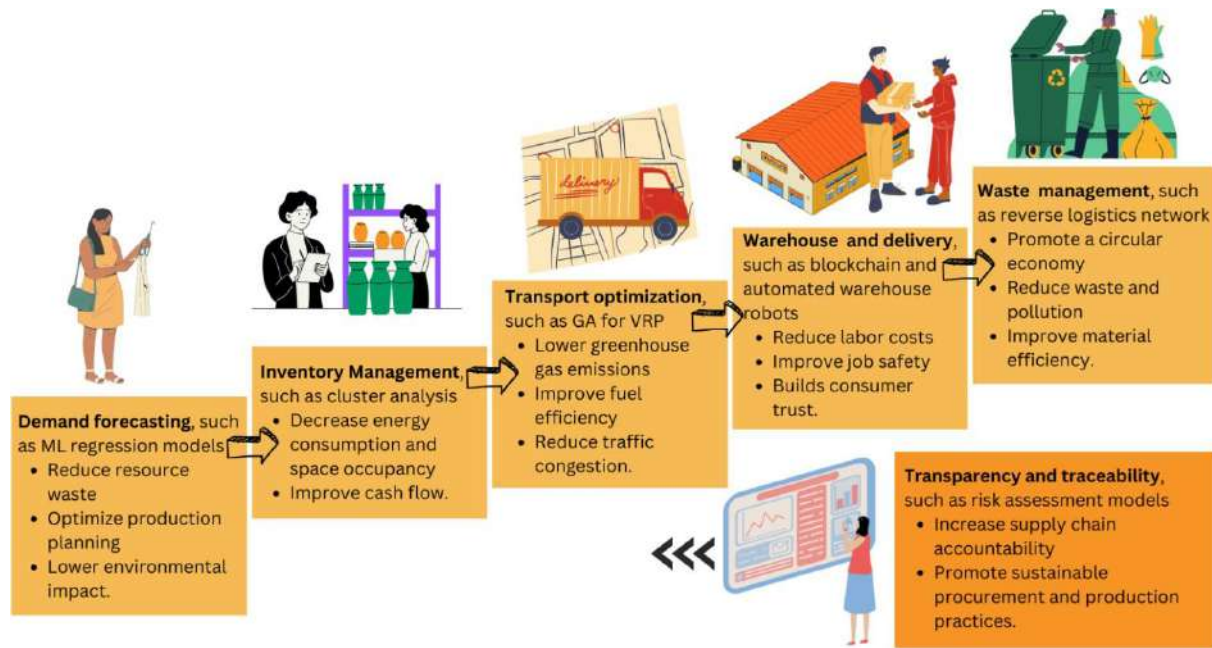 Demand forecasting, such
as ML regression models
• Reduce resource
waste
• Optimize production
planning
• Lower environmental
impact.
Inventory Management,
such as cluster analysis
• Decrease energy
consumption and
space occupancy
• Improve cash flow.
delivery
Transport optimization,
such as GA for VRP
• Lower greenhouse
gas emissions
• Improve fuel
efficiency
• Reduce traffic
congestion.
Warehouse and delivery,
such as blockchain and
automated warehouse
robots
• Reduce labor costs
• Improve job safety
• Builds consumer
trust.
Waste management, such
as reverse logistics network
• Promote a circular
economy
• Reduce waste and
pollution
• Improve material
efficiency.
Transparency and traceability,
such as risk assessment models
• Increase supply chain
accountability
• Promote sustainable
procurement and production
practices.